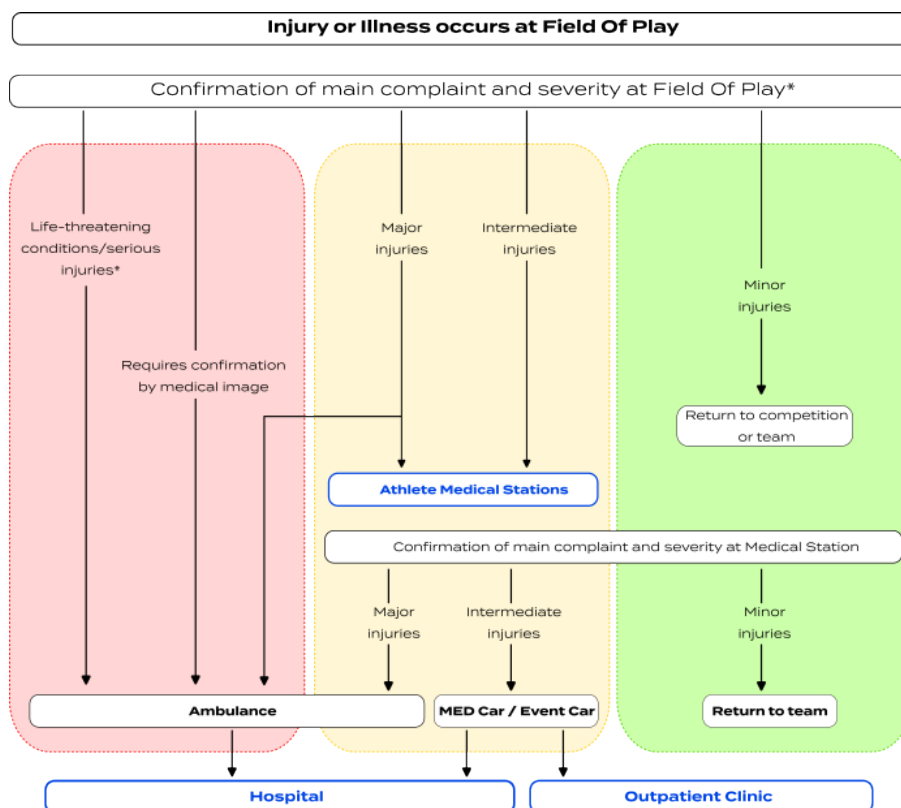 Injury or Illness occurs at Field Of Play
Confirmation of main complaint and severity at Field Of Play*
Life-threatening
conditions/serious
injuries*
Major
injuries
Intermediate
injuries
Minor
injuries
Requires confirmation
by medical image
Return to competition
or team
Athlete Medical Stations
Confirmation of main complaint and severity at Medical Station
Major
injuries
Intermediate
injuries
Minor
injuries
Ambulance
MED Car / Event Car
Return to team
Hospital
Outpatient Clinic